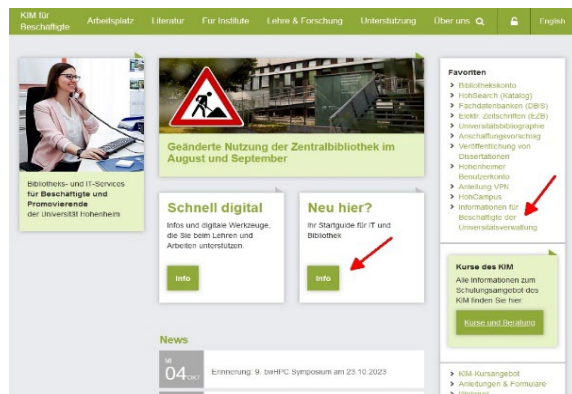 KIM für
Beschäftigte
Arbeitsplatz
Literatur
Für Institute
Lehre & Forschung
Unterstützung
Über uns
English
Bibliotheks- und IT-Services
für Beschäftigte und
Promovierende
der Universität Hohenheim
Geänderte Nutzung der Zentralbibliothek im
August und September
Schnell digital
Infos und digitale Werkzeuge,
die Sie beim Lehren und
Arbeiten unterstützen.
Info
Neu hier?
Ihr Startguide für IT und
Bibliothek
Info
News
MI
04 OKT
Erinnerung: 9. bwHPC Symposium am 23.10.2023
Favoriten
Bibliothekskonto
HohSearch (Katalog)
Fachdatenbanken (DBIS)
Elektr. Zeitschriften (EZB)
Universitätsbibliographie
Anschaffungsvorschlag
Veröffentlichung von
Dissertationen
Hohenheimer
Benutzerkonto
Anleitung VPN
HohCampus
Informationen für
Beschäftigte der
Universitätsverwaltung
Kurse des KIM
Alle Informationen zum
Schulungsangebot des
KIM finden Sie hier:
Kurse und Beratung
KIM-Kursangebot
Anleitungen & Formulare